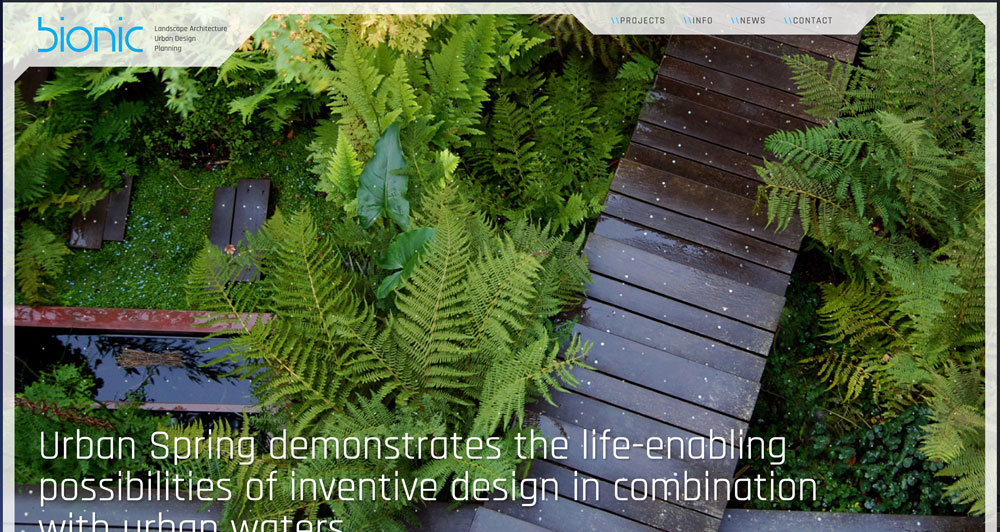 bionic
Landscape Architecture
Urban Design
Planning
\\PROJECTS \\INFO \\NEWS \\CONTACT
Urban Spring demonstrates the life-enabling
possibilities of inventive design in combination
with urban waters